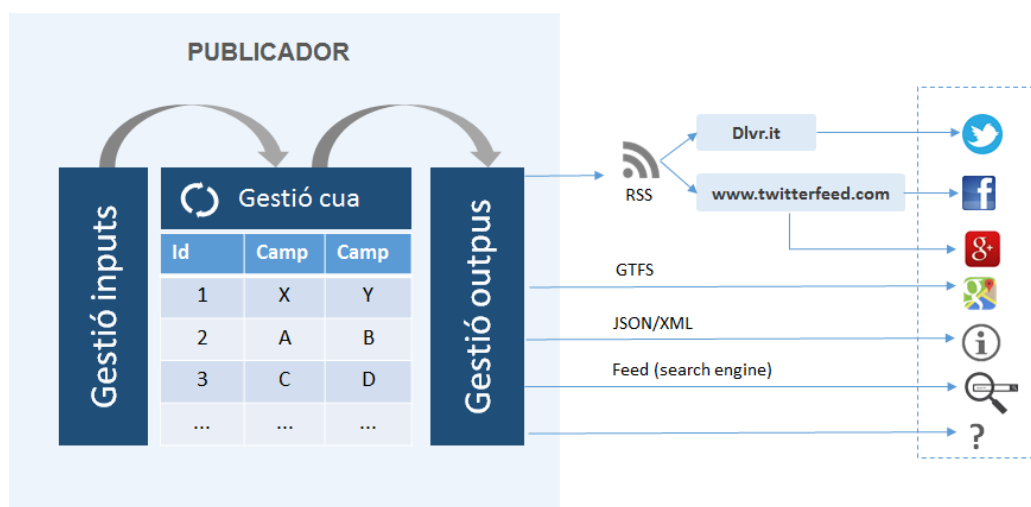 PUBLICADOR
Gestió inputs
Gestió cua
Id Camp Camp
1 X Y
2 A B
3 C D
... ... ...
Gestió outpus
RSS
Dlvr.it
www.twitterfeed.com
GTFS
JSON/XML
Feed (search engine)
f
g+
g
i
?